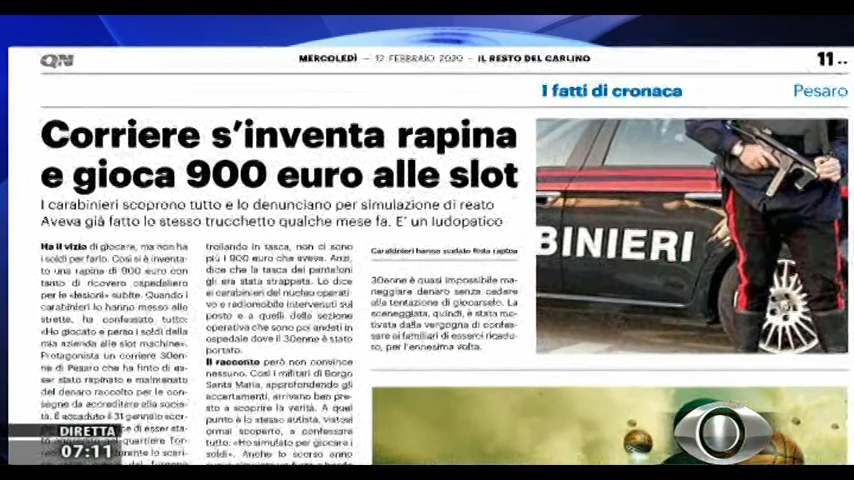 QN
MERCOLEDÌ — 12 FEBBRAIO 2020 – IL RESTO DEL CARLINO
11
I fatti di cronaca
Pesaro
Corriere s'inventa rapina
e gioca 900 euro alle slot
I carabinieri scoprono tutto e lo denunciano per simulazione di reato
Aveva già fatto lo stesso trucchetto qualche mese fa. E' un ludopatico
Ha il vizio di giocare, ma non ha
i soldi per farlo. Così si è inventa-
to una rapina di 900 euro con
tanto di ricovero ospedaliero
per le «lesioni» subite. Quando i
carabinieri lo hanno messo alle
strette, ha confessato tutto:
«Ho giocato e perso i soldi della
mia azienda alle slot machine».
Protagonista un corriere 30en-
ne di Pesaro che ha finto di es-
ser stato rapinato e malmenato
del denaro raccolto per le con-
segne da accreditare alla socie-
tà. È accaduto il 31 gennaio scor-
trollando in tasca, non ci sono
più i 900 euro che aveva. Anzi,
dice che la tasca dei pantaloni
gli era stata strappata. Lo dice
ai carabinieri del nucleo operati-
vo e radiomobile intervenuti sul
posto e a quelli della sezione
operativa che sono poi andati in
ospedale dove il 30enne è stato
portato.
Il racconto però non convince
nessuno. Così i militari di Borgo
Santa Maria, approfondendo gli
accertamenti, arrivano ben pre-
sto a scoprire la verità. A quel
punto è lo stesso autista, vistosi
ormai scoperto, a confessare
tutto: «Ho simulato per giocare i
soldi». Anche lo scorso anno
Carabinieri hanno svelato finta rapina
30enne è quasi impossibile ma-
neggiare denaro senza cedere
alla tentazione di giocarselo. La
sceneggiata, quindi, è stata mo-
tivata dalla vergogna di confes-
sare ai familiari di esserci ricadu-
to, per l'ennesima volta.
BINIERI
DIRETTA
07:11